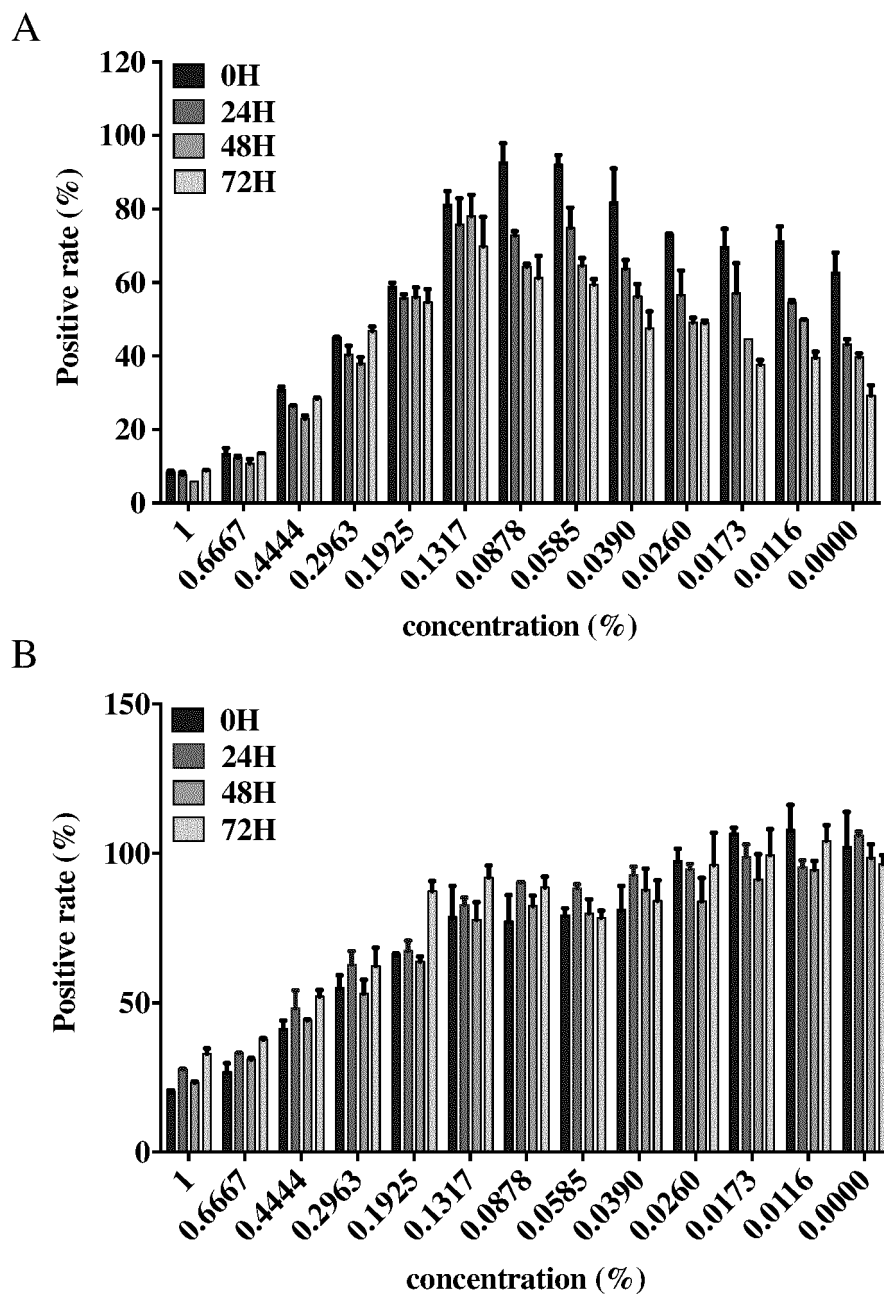 A
120
100
80
60
40
20
0
Positive rate (%)
0H
24H
48H
72H
1
0.6667
0.4444
0.2963
0.1925
0.1317
0.0878
0.0585
0.0390
0.0260
0.0173
0.0116
0.0000
concentration (%)
B
150
100
50
0
Positive rate (%)
0H
24H
48H
72H
1
0.6667
0.4444
0.2963
0.1925
0.1317
0.0878
0.0585
0.0390
0.0260
0.0173
0.0116
0.0000
concentration (%)